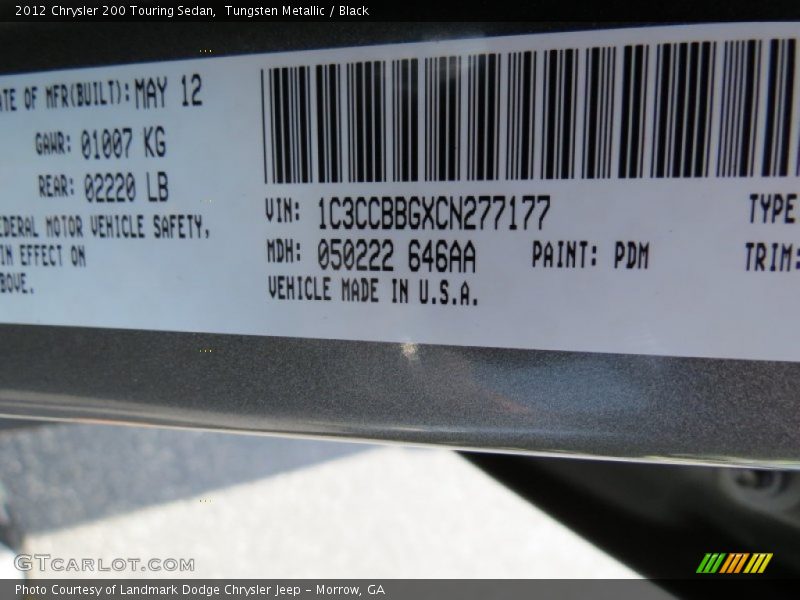 2012 Chrysler 200 Touring Sedan,  Tungsten Metallic / Black
ATE OF MFR(BUILT): MAY 12
GAWR: 01007 KG
REAR: 02220 LB
EDERAL MOTOR VEHICLE SAFETY,
IN EFFECT ON
BOVE.
VIN: 1C3CCBBGXCN277177
MDH: 050222 646AA
PAINT: PDM
VEHICLE MADE IN U.S.A.
TYPE
TRIM:
GTCARLOT.COM
Photo Courtesy of Landmark Dodge Chrysler Jeep – Morrow, GA